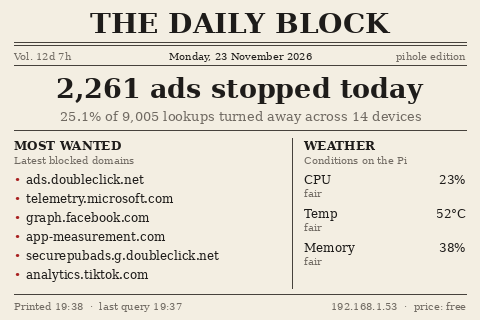 THE DAILY BLOCK
Vol. 12d 7h Monday, 23 November 2026 pihole edition
2,261 ads stopped today
25.1% of 9,005 lookups turned away across 14 devices
MOST WANTED
Latest blocked domains
• ads.doubleclick.net
• telemetry.microsoft.com
• graph.facebook.com
• app-measurement.com
• securepubads.g.doubleclick.net
• analytics.tiktok.com
WEATHER
Conditions on the Pi
CPU 23%
fair
Temp 52°C
fair
Memory 38%
fair
Printed 19:38 · last query 19:37 192.168.1.53 · price: free